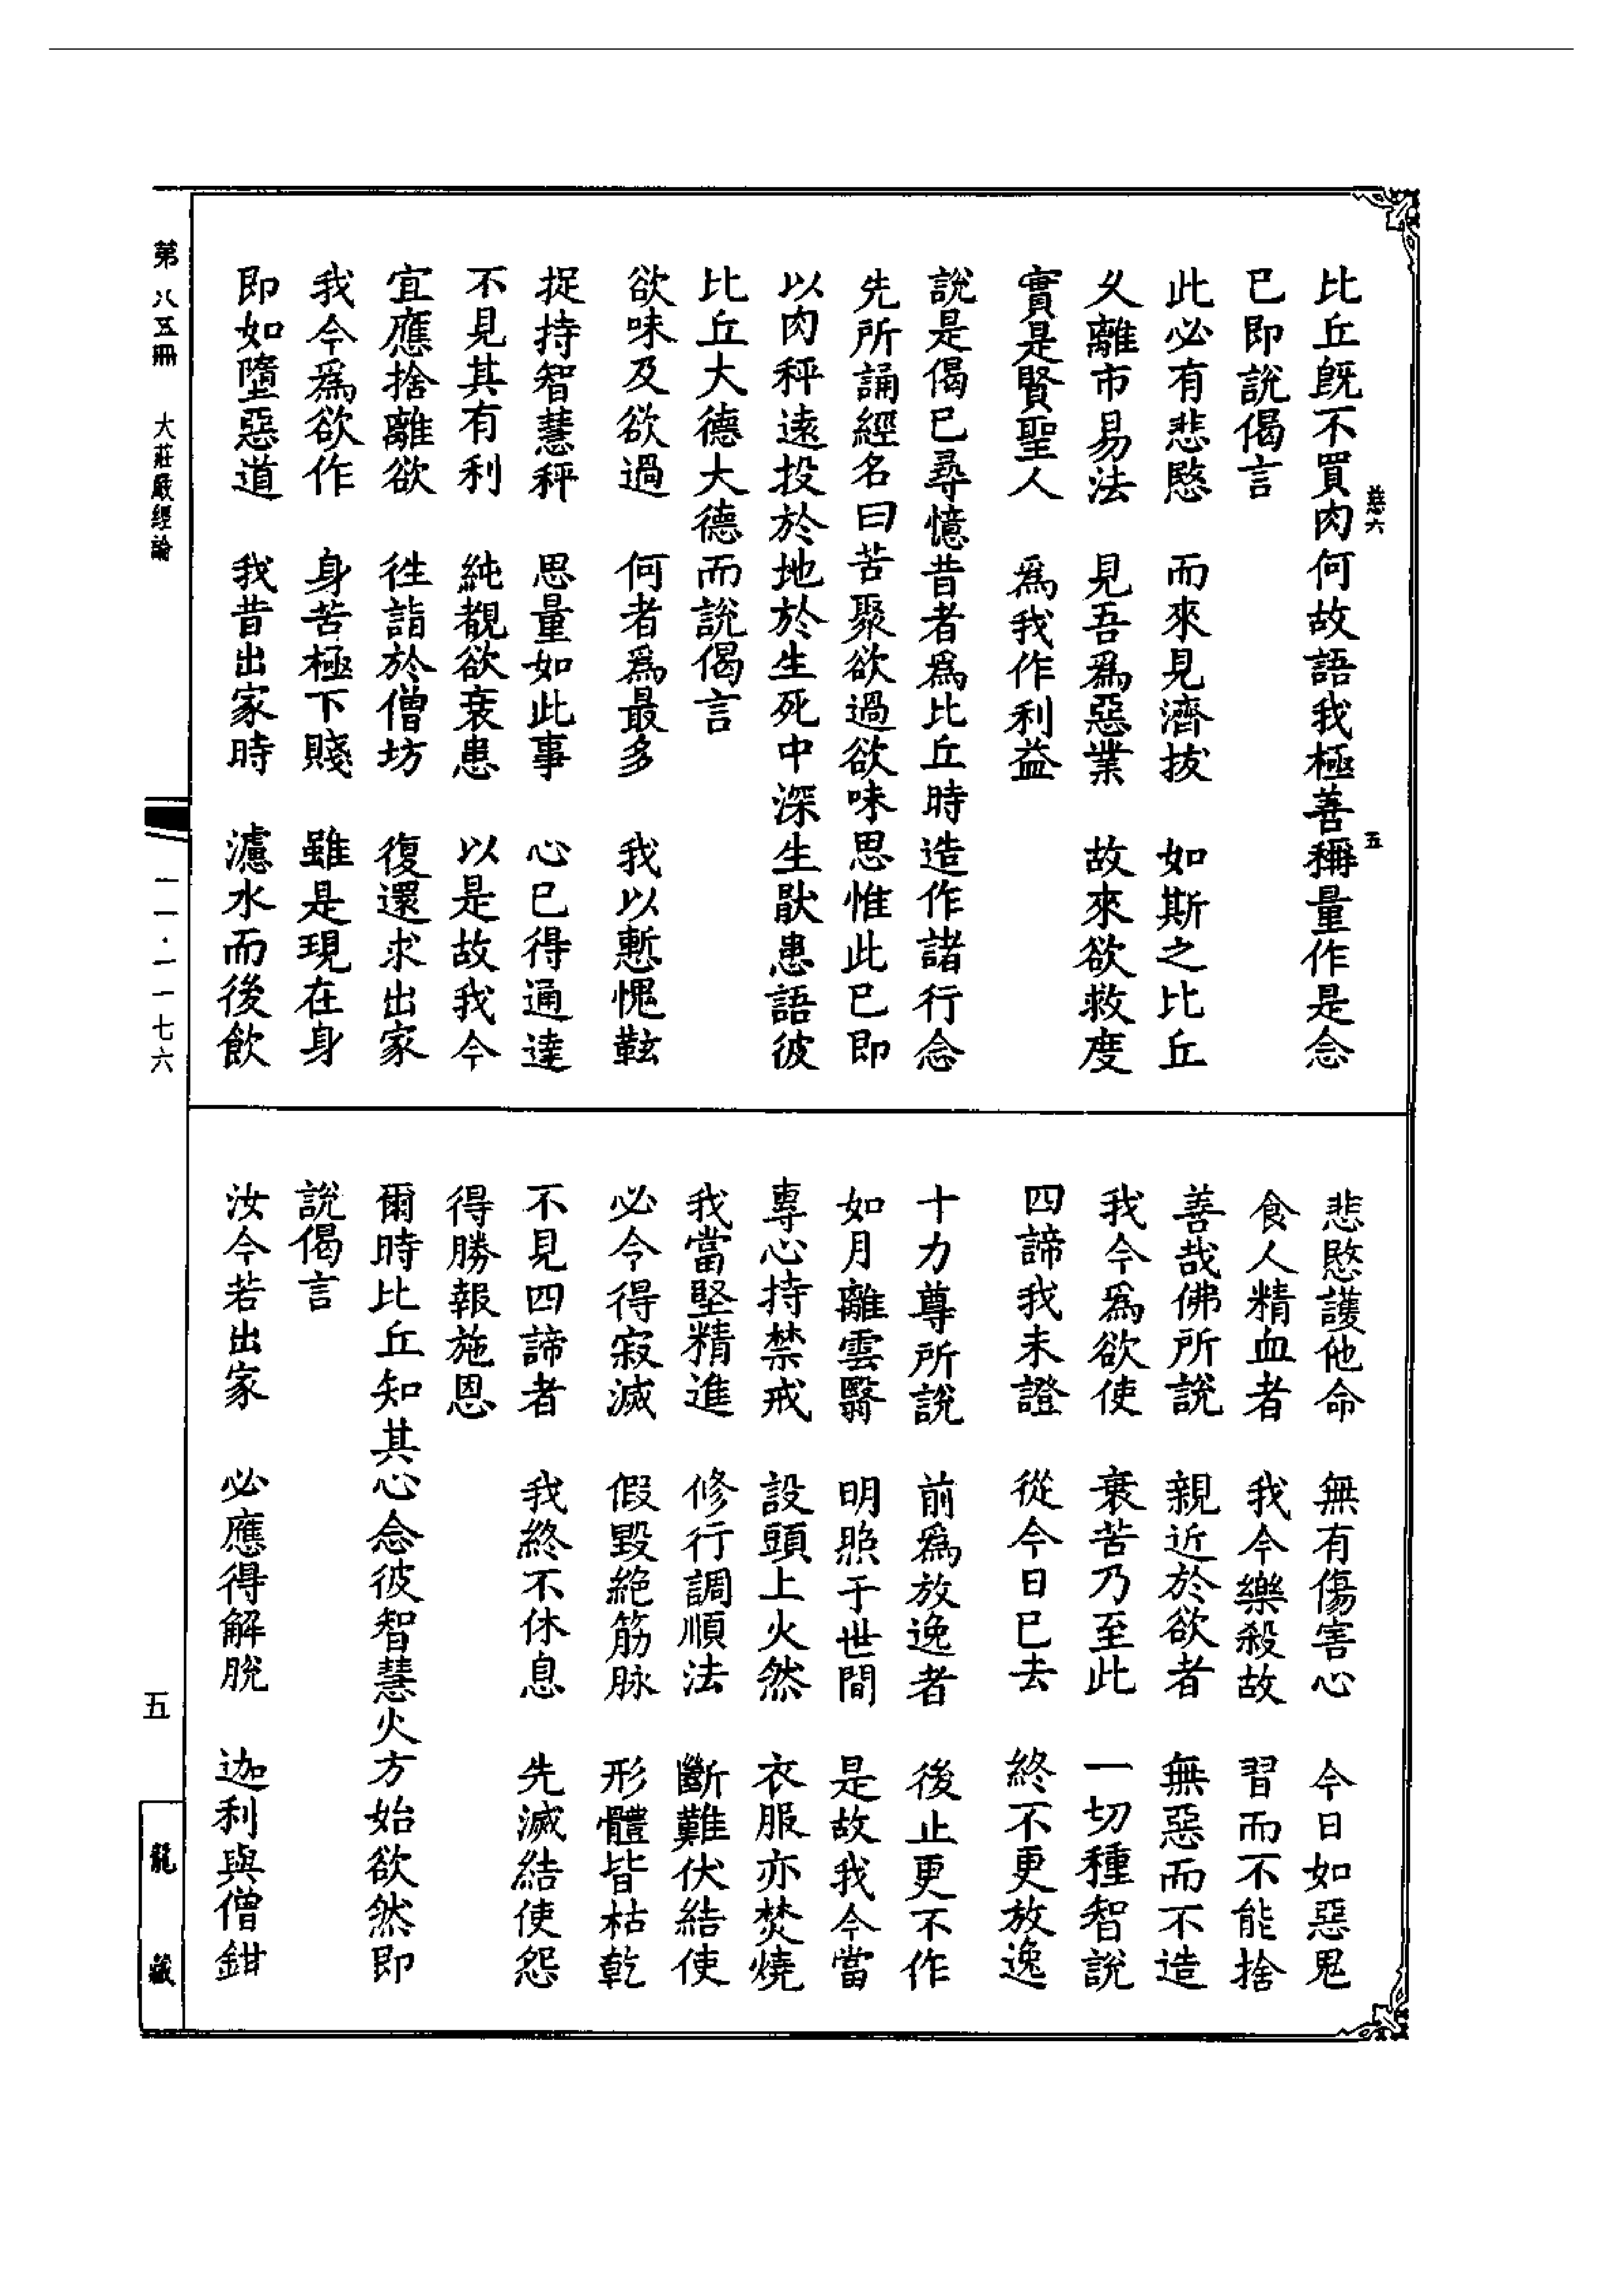 慈六
五
比丘旣不買肉何故語我極善稱量作是念
已即說偈言
此必有悲愍　而來見濟拔　如斯之比丘
久離市易法　見吾爲惡業　故來欲救度
實是賢聖人　爲我作利益
說是偈已尋憶昔者爲比丘時造作諸行念
先所誦經名曰苦聚欲過欲味思惟此已即
以肉秤遠投於地於生死中深生猒患語彼
比丘大德大德而說偈言
欲味及欲過　何者爲最多　我以慙愧鞚
捉持智慧秤　思量如此事　心已得通達
不見其有利　純覩欲衰患　以是故我今
宜應捨離欲　徃詣於僧坊　復還求出家
我今爲欲作　身苦極下賤　雖是現在身
即如墮惡道　我昔出家時　濾水而後飲
悲愍護他命　無有傷害心　今日如惡鬼
食人精血者　我今樂殺故　習而不能捨
善哉佛所說　親近於欲者　無惡而不造
我今爲欲使　衰苦乃至此　一切種智說
四諦我未證　從今日已去　終不更放逸
十力尊所說　前爲放逸者　後止更不作
如月離雲翳　明照于世間　是故我今當
專心持禁戒　設頭上火然　衣服亦焚燒
我當堅精進　修行調順法　斷難伏結使
必令得寂滅　假毀絕筋脉　形體皆枯乾
不見四諦者　我終不休息　先滅結使怨
得勝報施恩
爾時比丘知其心念彼智慧火方始欲然即
說偈言
汝今若出家　必應得解脫　迦利與僧鉗
第八五冊　大莊嚴經論
一一·一一七六
五
龍藏